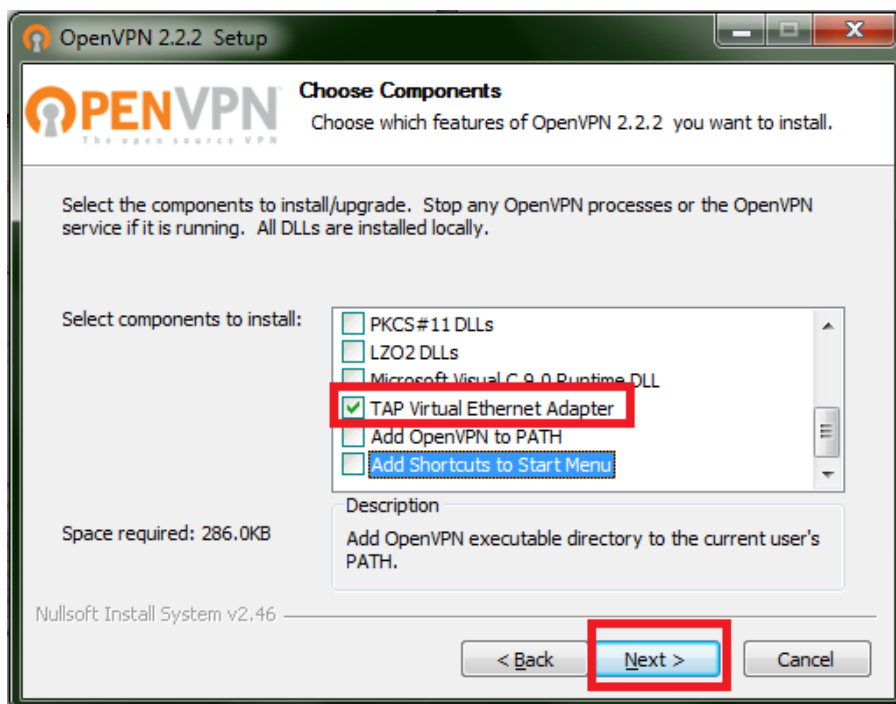 OpenVPN 2.2.2 Setup
OPENVPN
The open source VPN
Choose Components
Choose which features of OpenVPN 2.2.2 you want to install.
Select the components to install/upgrade. Stop any OpenVPN processes or the OpenVPN
service if it is running. All DLLs are installed locally.
Select components to install:
PKCS#11 DLLs
LZO2 DLLs
Microsoft Visual C 9.0 Runtime DLL
TAP Virtual Ethernet Adapter
Add OpenVPN to PATH
Add Shortcuts to Start Menu
Space required: 286.0KB
Description
Add OpenVPN executable directory to the current user's
PATH.
Nullsoft Install System v2.46
< Back
Next >
Cancel